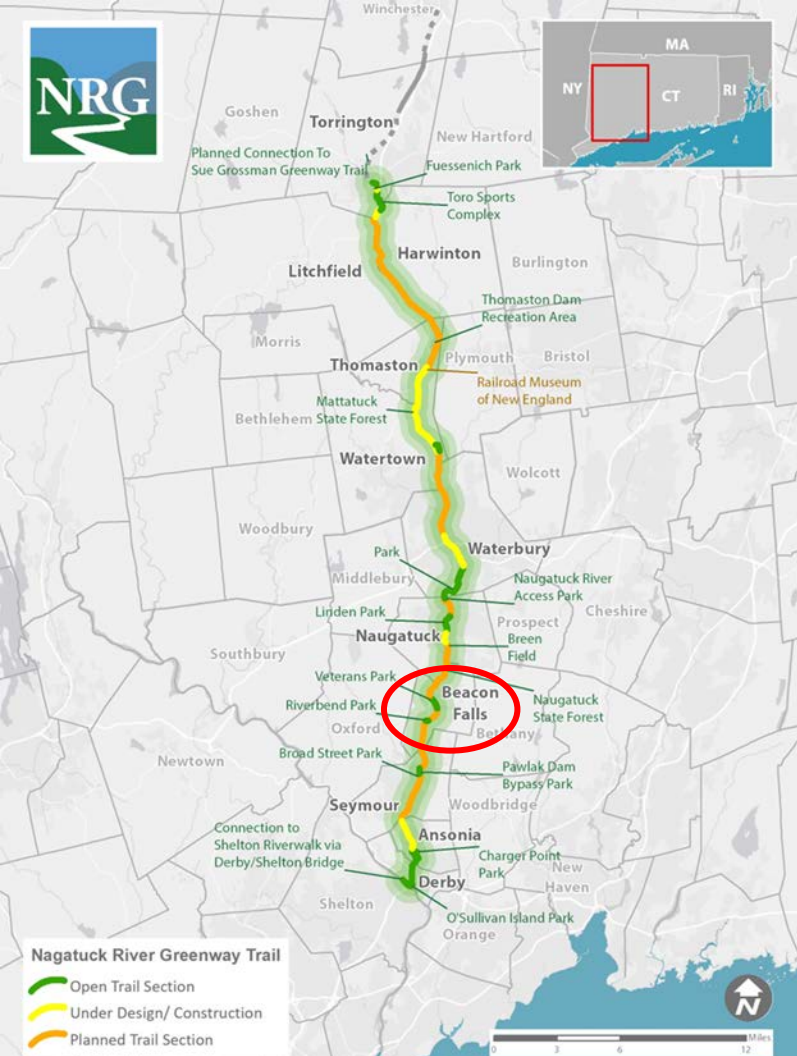 Winchester
NRG
MA
NY
CT
RI
Goshen
Torrington
New Hartford
Planned Connection To
Sue Grossman Greenway Trail
Fuessenich Park
Toro Sports
Complex
Harwinton
Litchfield
Burlington
Thomaston Dam
Recreation Area
Morris
Thomaston
Plymouth
Bristol
Railroad Museum
of New England
Mattatuck
State Forest
Bethlehem
Watertown
Wolcott
Woodbury
Waterbury
Park
Middlebury
Naugatuck River
Access Park
Cheshire
Linden Park
Prospect
Naugatuck
Breen
Field
Southbury
Veterans Park
Beacon
Falls
Riverbend Park
Naugatuck
State Forest
Oxford
Bethany
Broad Street Park
Newtown
Pawlak Dam
Bypass Park
Seymour
Woodbridge
Connection to
Shelton Riverwalk via
Derby/Shelton Bridge
Ansonia
Charger Point
Park
New
Haven
Derby
Shelton
O'Sullivan Island Park
Orange
Nagatuck River Greenway Trail
Open Trail Section
Under Design/ Construction
Planned Trail Section
N
Miles
0 3 6 12